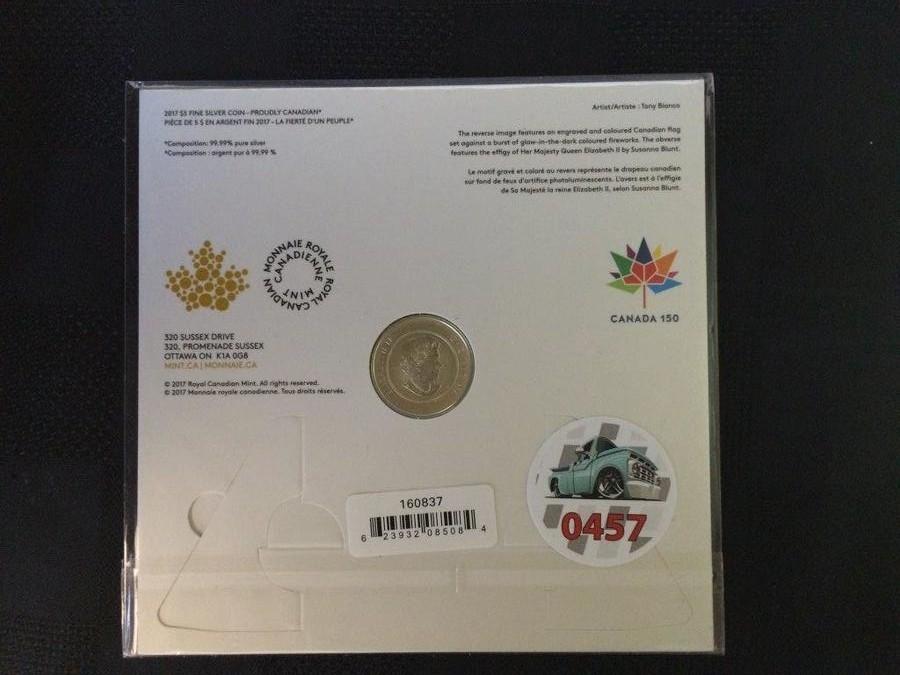 2017 $5 FINE SILVER COIN – PROUDLY CANADIAN*
PIÈCE DE 5 $ EN ARGENT FIN 2017 – LA FIERTÉ D'UN PEUPLE*
*Composition: 99.99% pure silver
*Composition : argent pur à 99,99 %
Artist/Artiste : Tony Bianco
The reverse image features an engraved and coloured Canadian flag
set against a burst of glow-in-the-dark coloured fireworks. The obverse
features the effigy of Her Majesty Queen Elizabeth II by Susanna Blunt.
Le motif gravé et coloré au revers représente le drapeau canadien
sur fond de feux d'artifice photoluminescents. L'avers est à l'effigie
de Sa Majesté la reine Elizabeth II, selon Susanna Blunt.
MONNAIE ROYALE CANADIENNE
ROYAL CANADIAN MINT
CANADA 150
320 SUSSEX DRIVE
320, PROMENADE SUSSEX
OTTAWA ON K1A 0G8
MINT.CA | MONNAIE.CA
© 2017 Royal Canadian Mint. All rights reserved.
© 2017 Monnaie royale canadienne. Tous droits réservés.
160837
6 23932 08508 4
0457